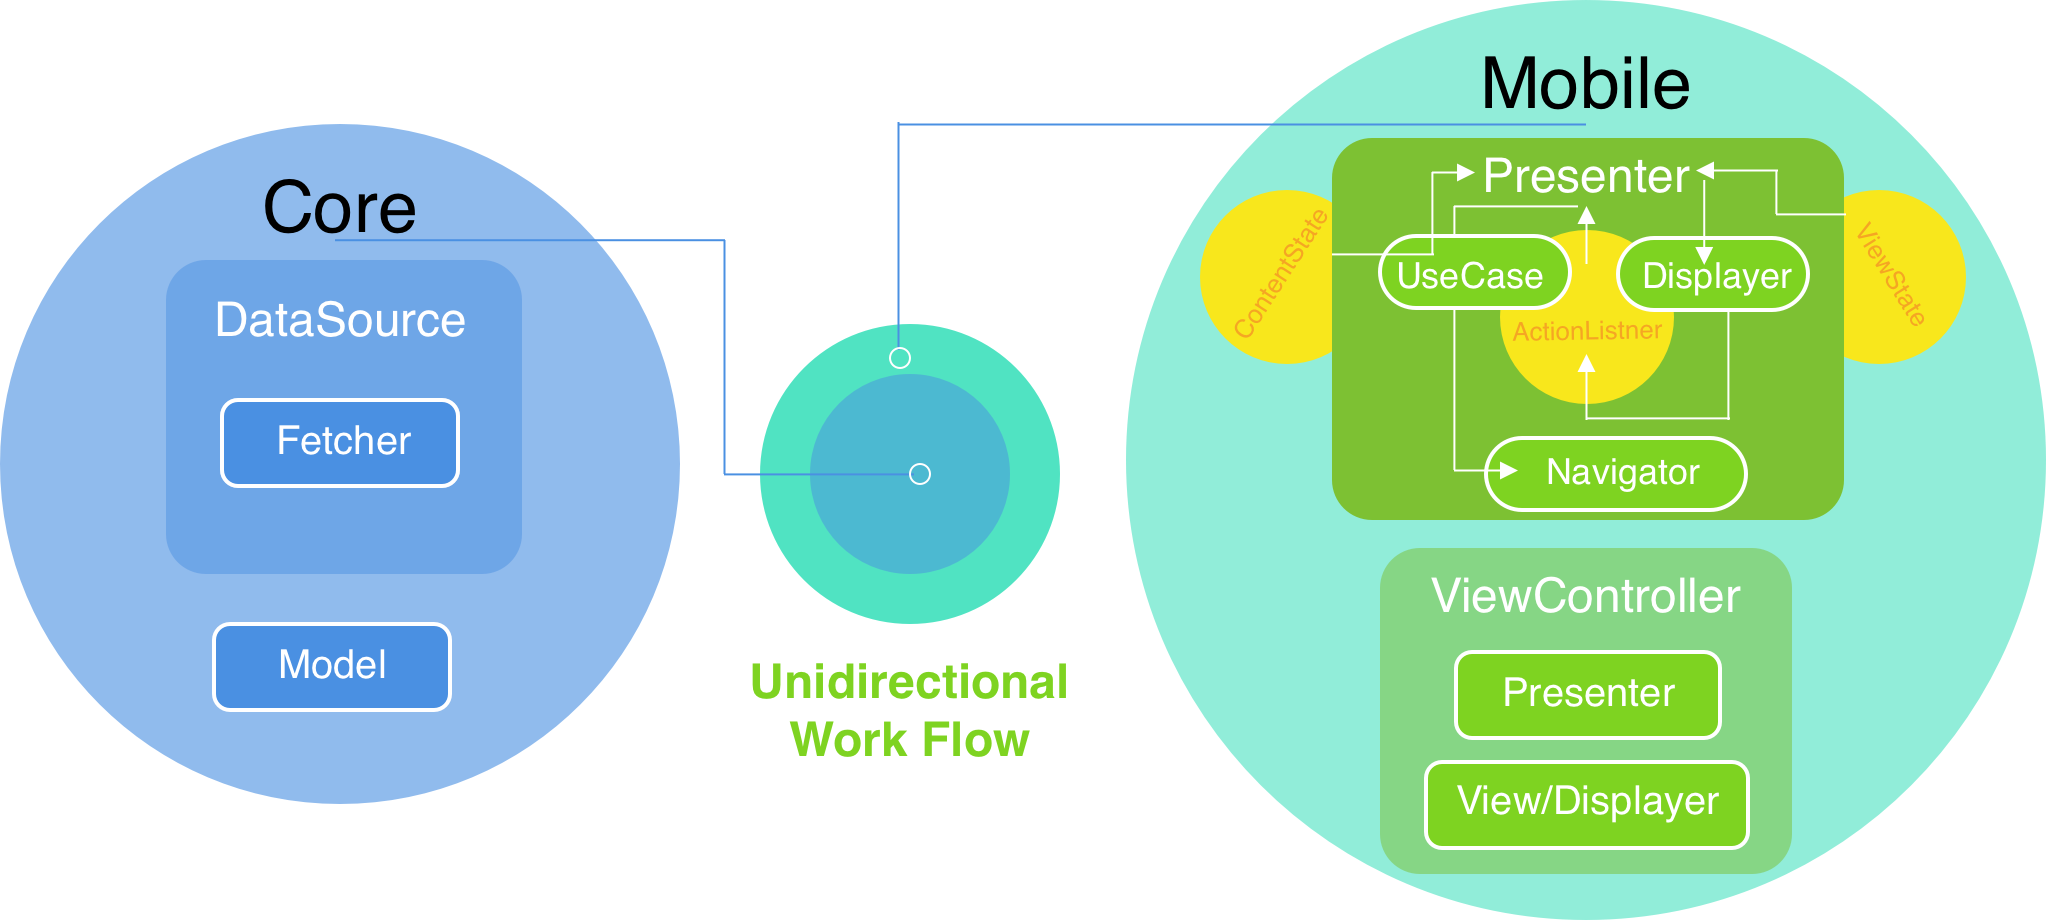 Core
DataSource
Fetcher
Model
Unidirectional
Work Flow
Mobile
Presenter
ContentState
UseCase
Displayer
ViewState
ActionListner
Navigator
ViewController
Presenter
View/Displayer